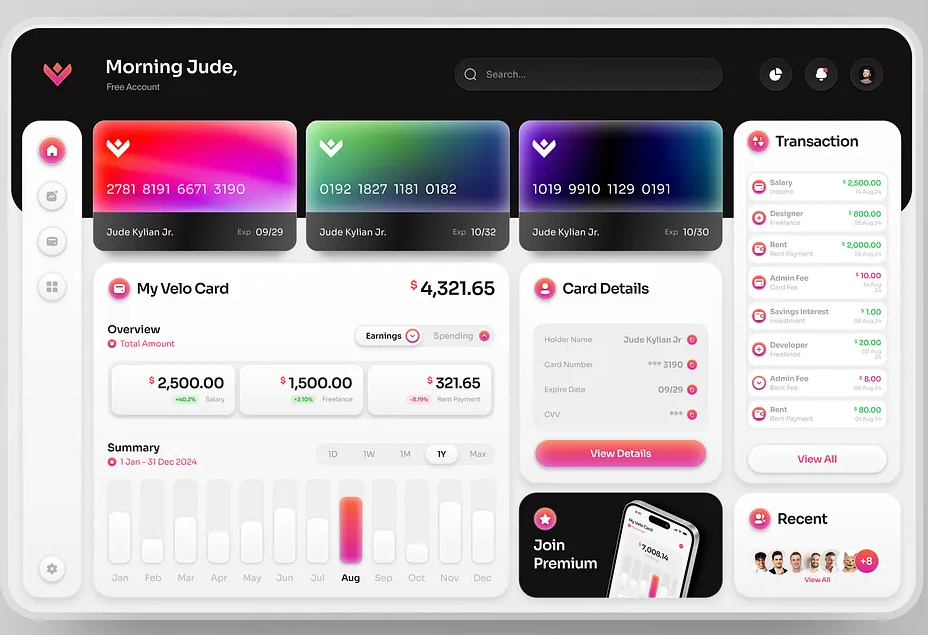 Morning Jude,
Free Account
Search...
2781 8191 6671 3190
Jude Kylian Jr.
Exp 09/29
0192 1827 1181 0182
Jude Kylian Jr.
Exp 10/32
1019 9910 1129 0191
Jude Kylian Jr.
Exp 10/30
My Velo Card
$4,321.65
Overview
Total Amount
Earnings
Spending
$2,500.00
+40.2% Salary
$1,500.00
+2.10% Freelance
$321.65
-8.19% Rent Payment
Summary
1 Jan - 31 Dec 2024
1D 1W 1M 1Y Max
Jan Feb Mar Apr May Jun Jul Aug Sep Oct Nov Dec
Card Details
Holder Name Jude Kylian Jr
Card Number *** 3190
Expire Date 09/29
CVV ***
View Details
Join
Premium
My Velo Card
$7,008.14
Transaction
Salary $2,500.00
Income 14 Aug 24
Designer $800.00
Freelance
Rent $2,000.00
Rent Payment
Admin Fee $10.00
Card Fee 14 Aug
24
Savings Interest $1.00
Investment 08 Aug 24
Developer $20.00
Freelance 07 Aug
24
Admin Fee $8.00
Bank Fee 06 Aug 24
Rent $80.00
Rent Payment 01 Aug 24
View All
Recent
+8
View All